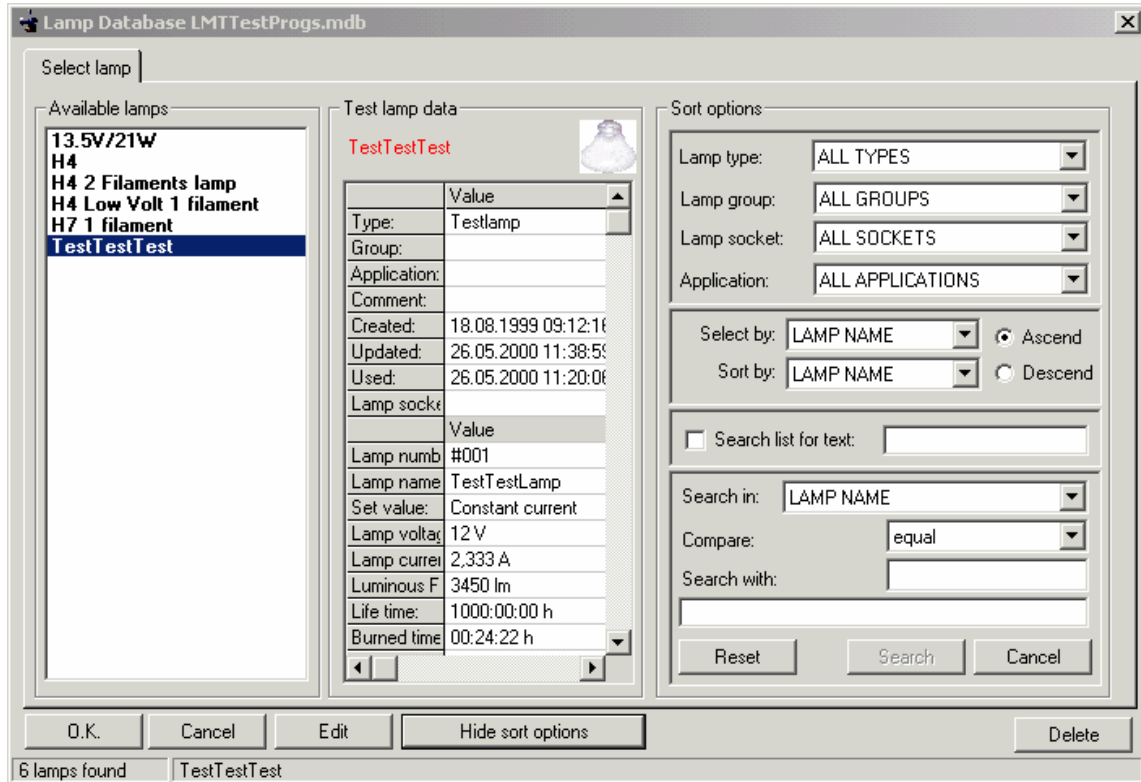 Lamp Database LMTTestProgs.mdb
Select lamp
Available lamps
13.5V/21W
H4
H4 2 Filaments lamp
H4 Low Volt 1 filament
H7 1 filament
TestTestTest
Test lamp data
TestTestTest
Value
Type: Testlamp
Group:
Application:
Comment:
Created: 18.08.1999 09:12:16
Updated: 26.05.2000 11:38:59
Used: 26.05.2000 11:20:06
Lamp socke
Value
Lamp numb #001
Lamp name TestTestLamp
Set value: Constant current
Lamp voltag 12 V
Lamp currei 2,333 A
Luminous F 3450 lm
Life time: 1000:00:00 h
Burned time 00:24:22 h
Sort options
Lamp type: ALL TYPES
Lamp group: ALL GROUPS
Lamp socket: ALL SOCKETS
Application: ALL APPLICATIONS
Select by: LAMP NAME
Ascend
Sort by: LAMP NAME
Descend
Search list for text:
Search in: LAMP NAME
Compare: equal
Search with:
Reset Search Cancel
O.K. Cancel Edit Hide sort options Delete
6 lamps found TestTestTest